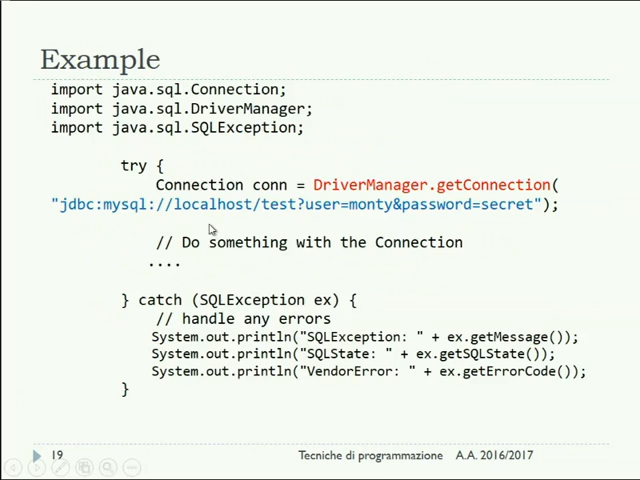 Example
import java.sql.Connection;
import java.sql.DriverManager;
import java.sql.SQLException;
try {
Connection conn = DriverManager.getConnection(
"jdbc:mysql://localhost/test?user=monty&password=secret");
// Do something with the Connection
....
} catch (SQLException ex) {
// handle any errors
System.out.println("SQLException: " + ex.getMessage());
System.out.println("SQLState: " + ex.getSQLState());
System.out.println("VendorError: " + ex.getErrorCode());
}
19 Tecniche di programmazione A.A. 2016/2017